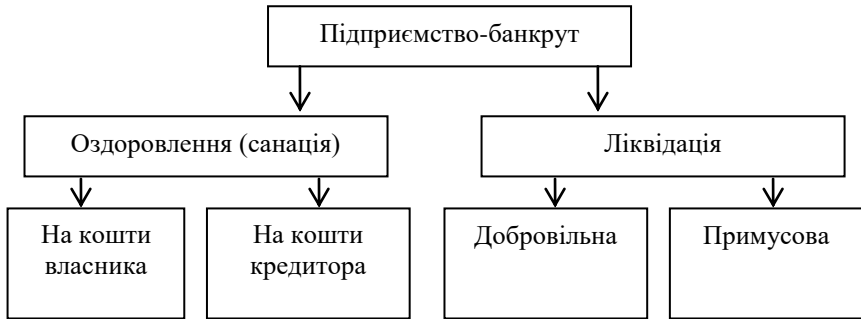 Підприємство-банкрут
Оздоровлення (санація)
Ліквідація
На кошти
власника
На кошти
кредитора
Добровільна
Примусова